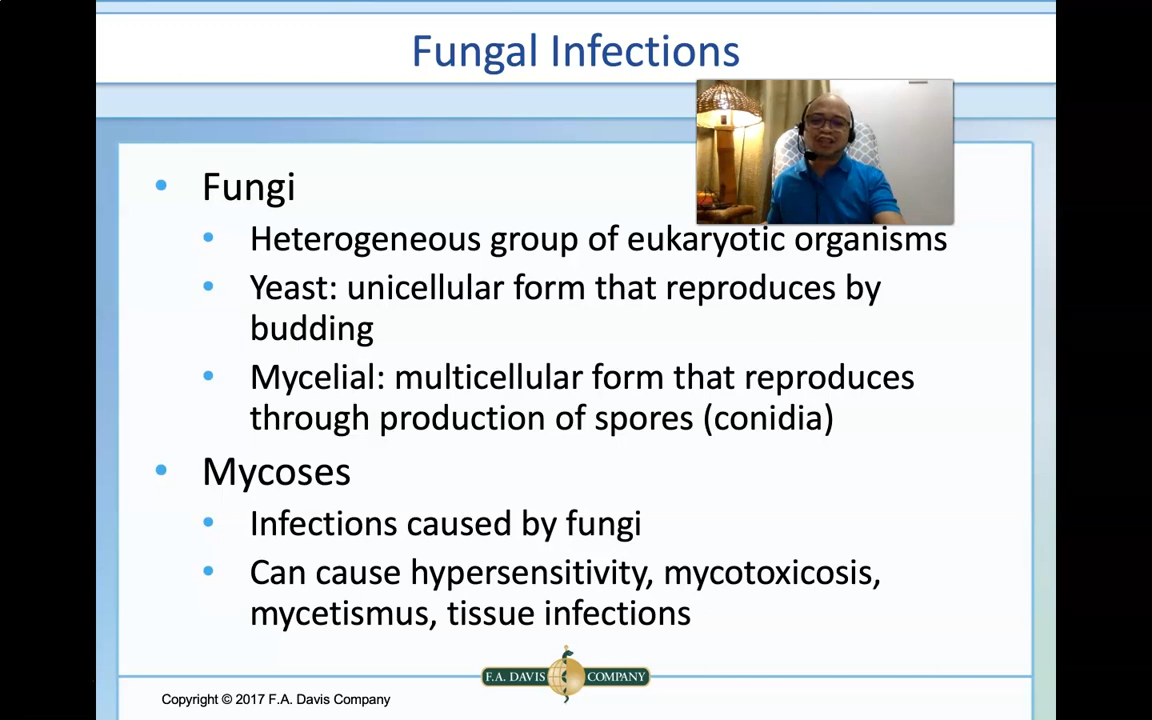 Fungal Infections
• Fungi
• Heterogeneous group of eukaryotic organisms
• Yeast: unicellular form that reproduces by
budding
• Mycelial: multicellular form that reproduces
through production of spores (conidia)
• Mycoses
• Infections caused by fungi
• Can cause hypersensitivity, mycotoxicosis,
mycetismus, tissue infections
F.A. DAVIS COMPANY
Copyright © 2017 F.A. Davis Company